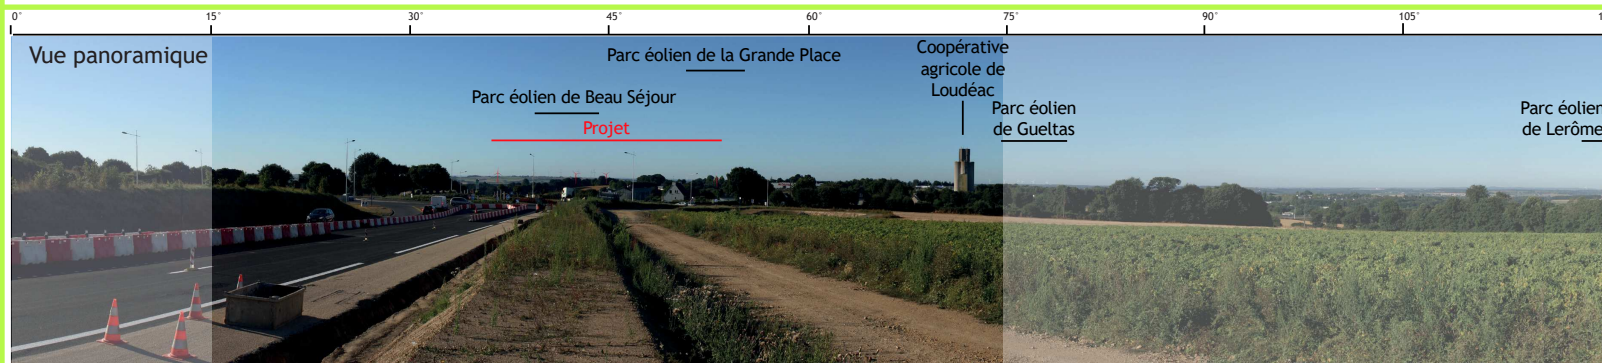 0° 15° 30° 45° 60° 75° 90° 105°
Vue panoramique
Parc éolien de la Grande Place
Parc éolien de Beau Séjour
Projet
Coopérative
agricole de
Loudéac
Parc éolien
de Gueltas
Parc éolien
de Lerôme